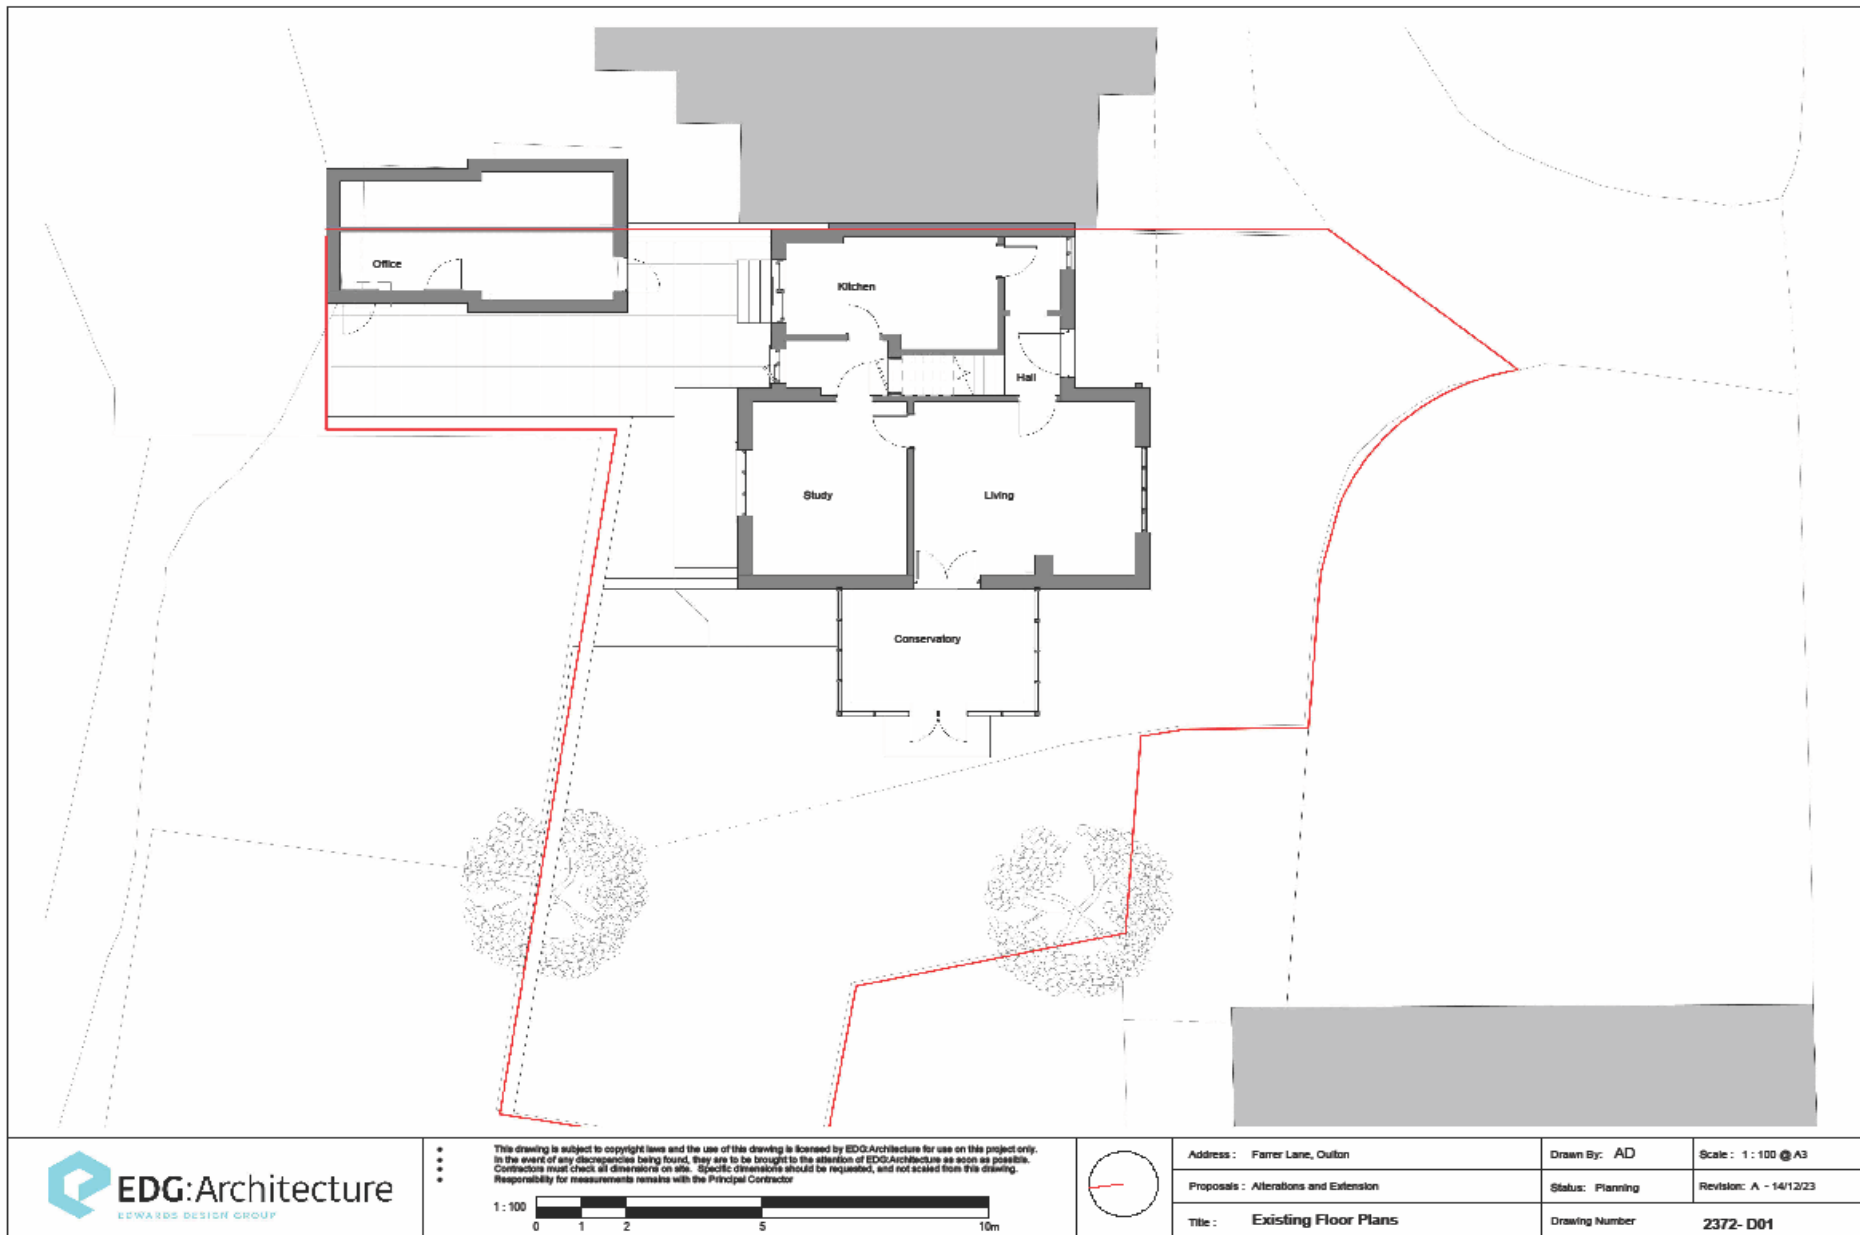 Office
Kitchen
Hall
Study
Living
Conservatory
EDG:Architecture
EDWARDS DESIGN GROUP
This drawing is subject to copyright laws and the use of this drawing is licensed by EDG:Architecture for use on this project only.
In the event of any discrepancies being found, they are to be brought to the attention of EDG:Architecture as soon as possible.
Contractors must check all dimensions on site. Specific dimensions should be requested, and not scaled from this drawing.
Responsibility for measurements remains with the Principal Contractor
1 : 100
0 1 2 5 10m
Address : Farrer Lane, Oulton
Proposals : Alterations and Extension
Title : Existing Floor Plans
Drawn By: AD
Status: Planning
Drawing Number
Scale : 1 : 100 @ A3
Revision: A - 14/12/23
2372- D01